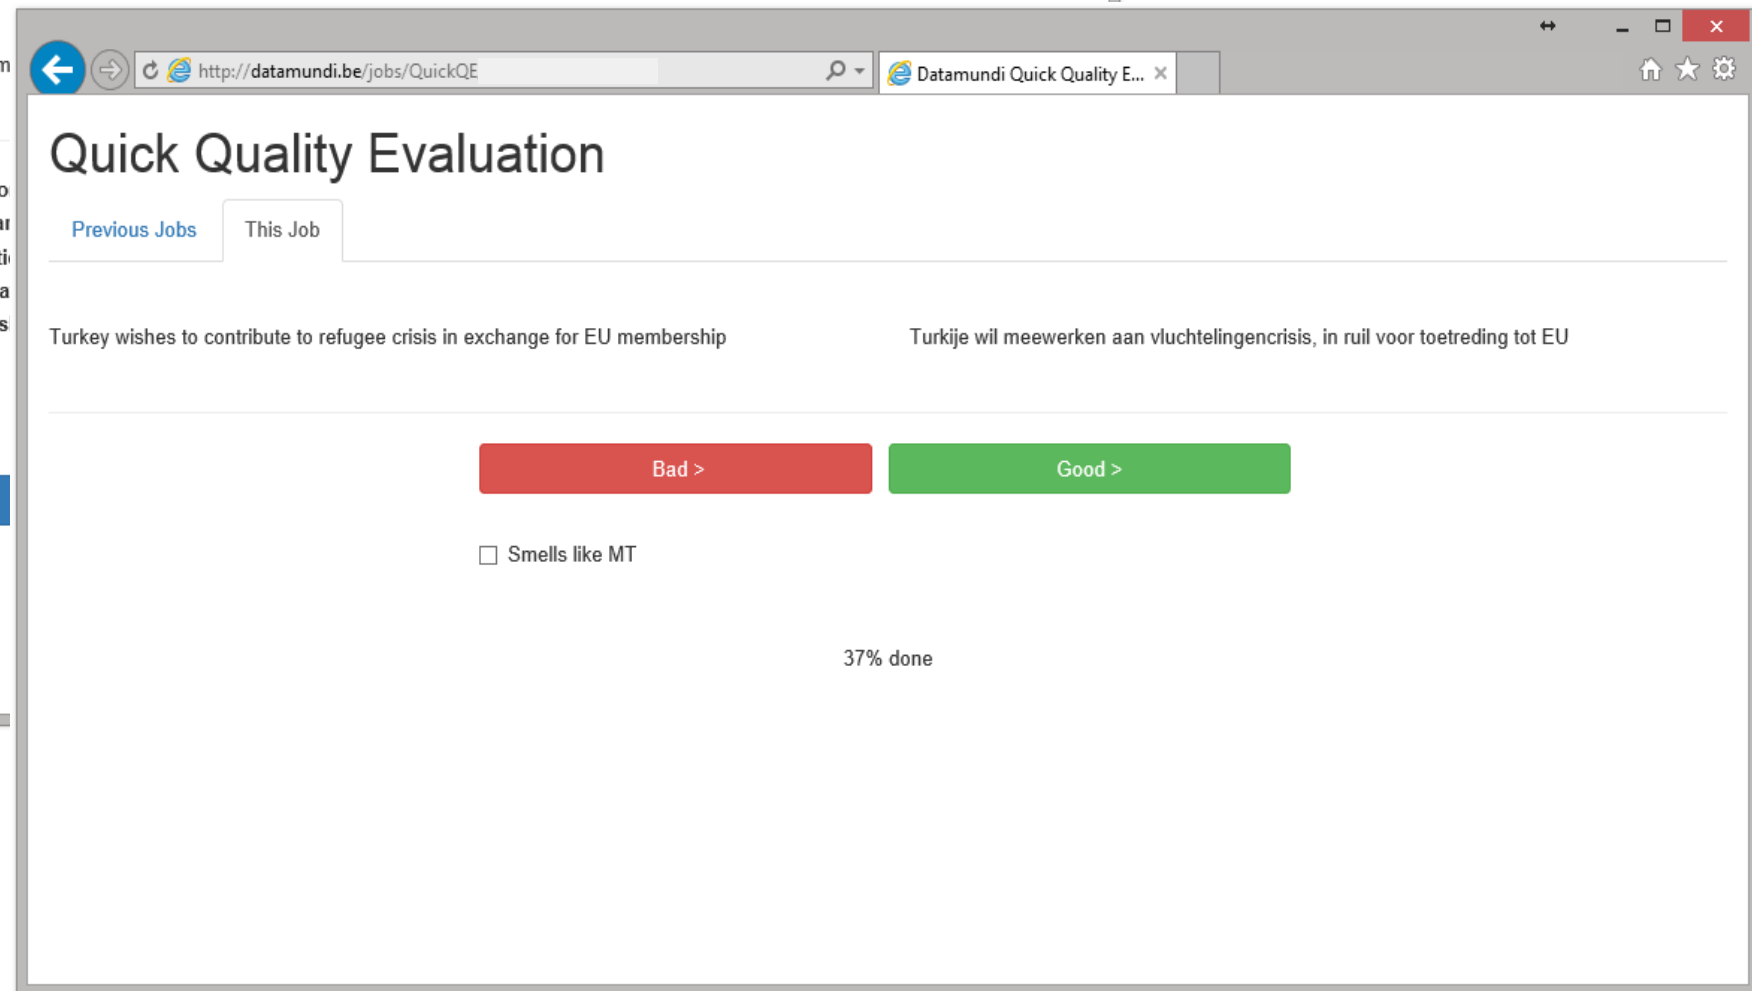 http://datamundi.be/jobs/QuickQE
Datamundi Quick Quality E...
Quick Quality Evaluation
Previous Jobs
This Job
Turkey wishes to contribute to refugee crisis in exchange for EU membership
Turkije wil meewerken aan vluchtelingencrisis, in ruil voor toetreding tot EU
Bad >
Good >
Smells like MT
37% done